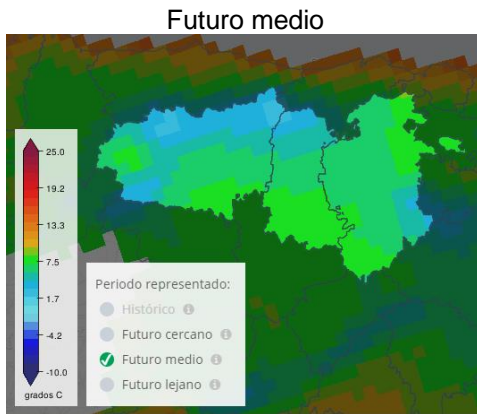 Futuro medio
25.0
19.2
13.3
7.5
1.7
-4.2
-10.0
grados C
Periodo representado:
Histórico
Futuro cercano
Futuro medio
Futuro lejano